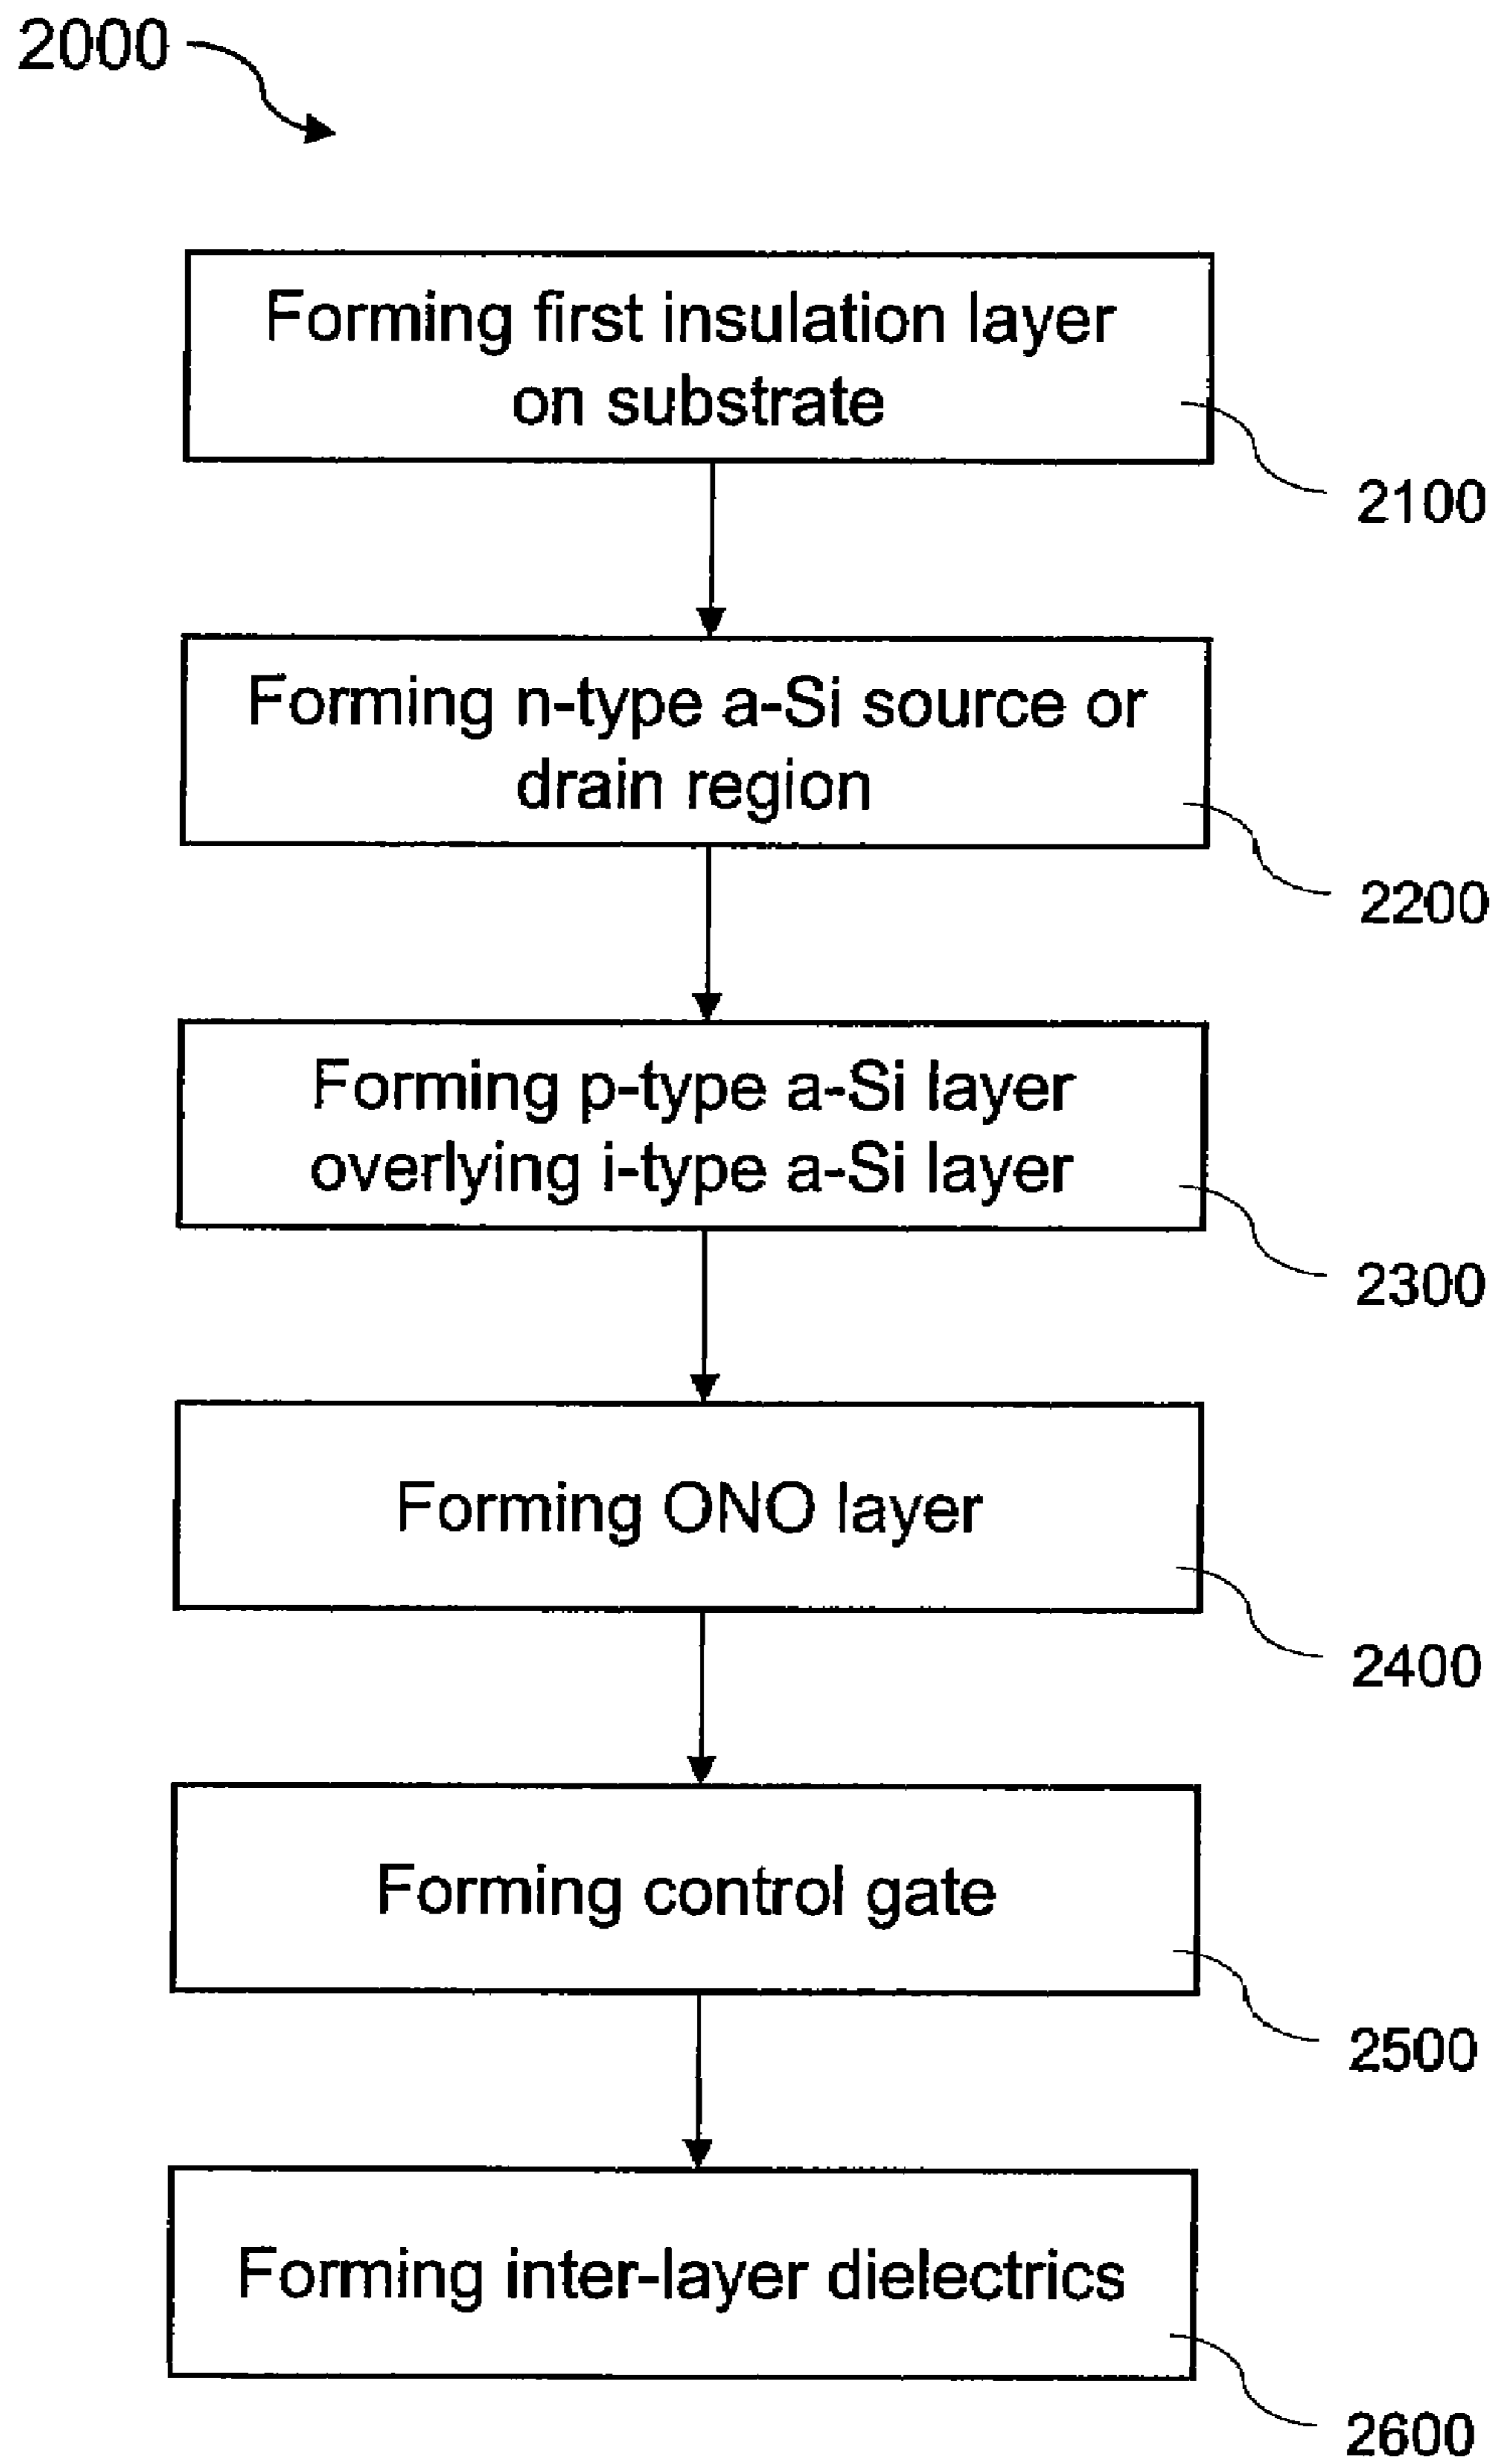 2000
Forming first insulation layer
on substrate
2100
Forming n-type a-Si source or
drain region
2200
Forming p-type a-Si layer
overlying i-type a-Si layer
2300
Forming ONO layer
2400
Forming control gate
2500
Forming inter-layer dielectrics
2600